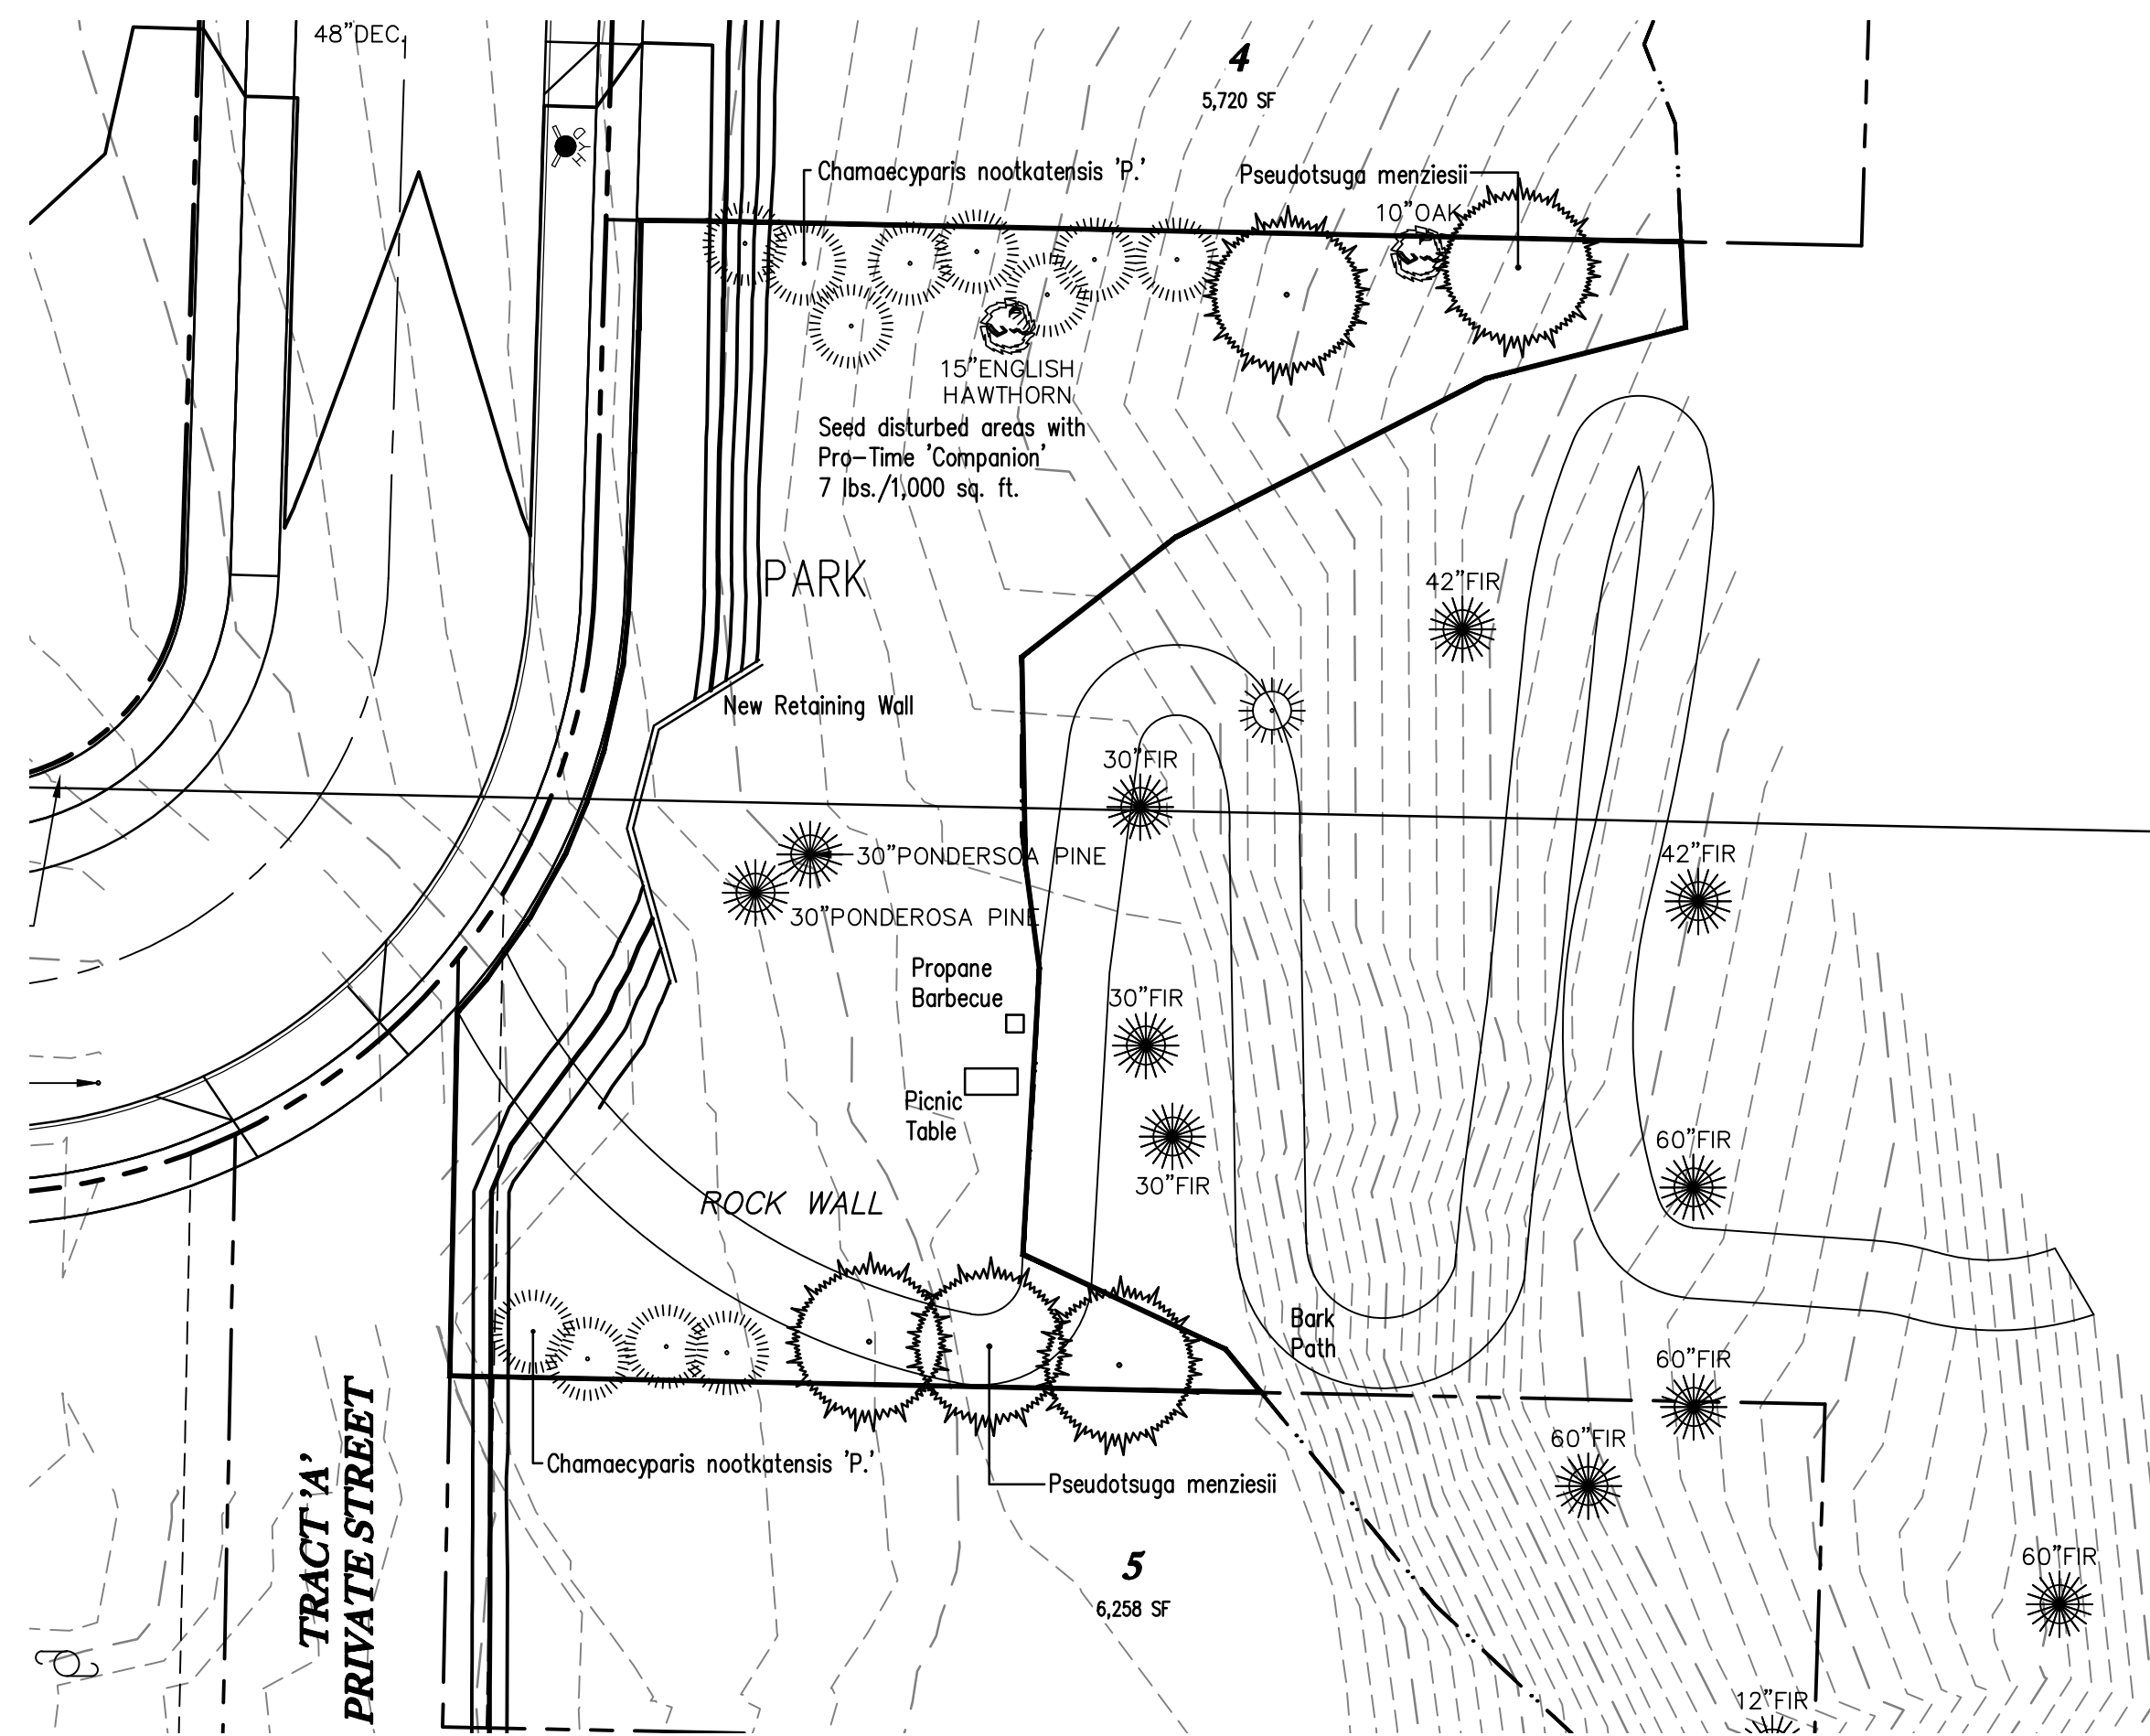 48"DEC.
4
5,720 SF
HYD
Chamaecyparis nootkatensis 'P.'
Pseudotsuga menziesii
10"OAK
15"ENGLISH
HAWTHORN
Seed disturbed areas with
Pro-Time 'Companion'
7 lbs./1,000 sq. ft.
PARK
42"FIR
New Retaining Wall
30"FIR
30"PONDERSOA PINE
42"FIR
30"PONDEROSA PINE
Propane
Barbecue
30"FIR
Picnic
Table
60"FIR
30"FIR
ROCK WALL
Bark
Path
60"FIR
60"FIR
Chamaecyparis nootkatensis 'P.'
Pseudotsuga menziesii
TRACT 'A'
PRIVATE STREET
5
6,258 SF
60"FIR
12"FIR